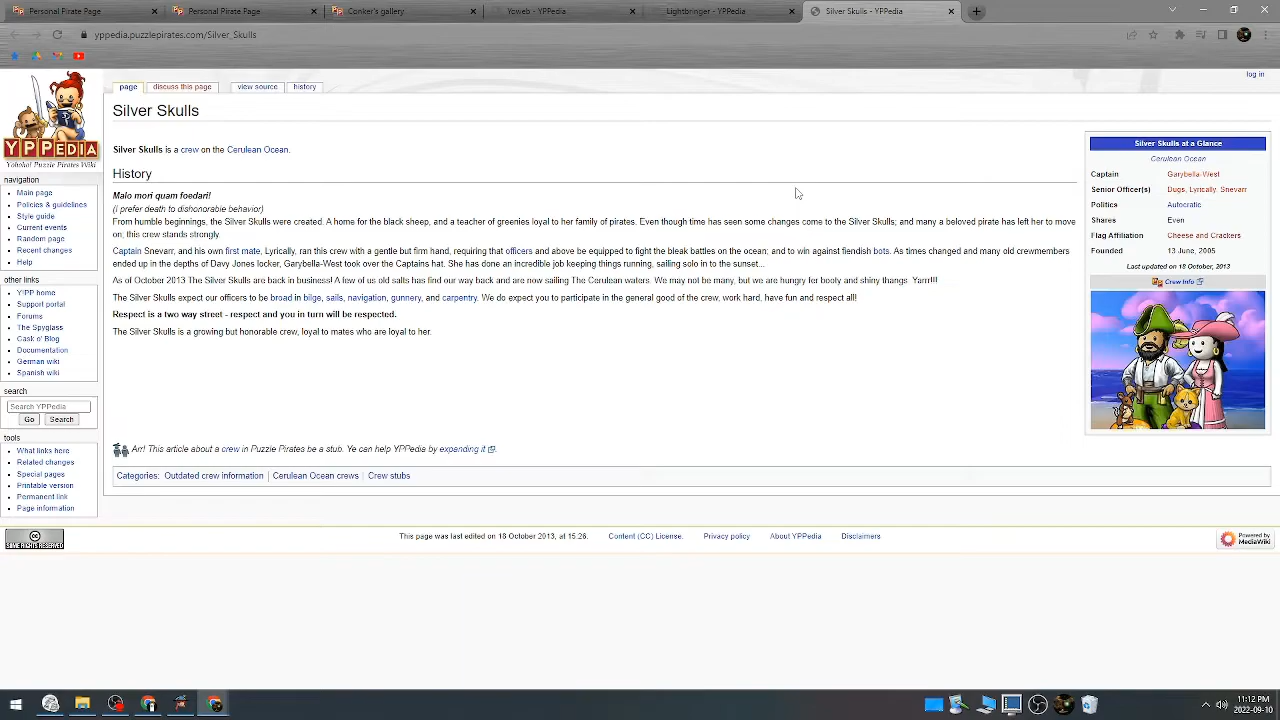 Personal Pirate Page
Personal Pirate Page
Conker's gallery
Yoweb - YPPedia
Lightbringer - YPPedia
Silver Skulls - YPPedia
yppedia.puzzlepirates.com/Silver_Skulls
log in
page
discuss this page
view source
history
YPPEDIA
Yohoho! Puzzle Pirates Wiki
navigation
Main page
Policies & guidelines
Style guide
Current events
Random page
Recent changes
Help
other links
YPP home
Support portal
Forums
The Spyglass
Cask o' Blog
Documentation
German wiki
Spanish wiki
search
Search YPPedia
Go Search
tools
What links here
Related changes
Special pages
Printable version
Permanent link
Page information
Silver Skulls
Silver Skulls is a crew on the Cerulean Ocean.
History
Malo mori quam foedari!
(I prefer death to dishonorable behavior)
From humble beginnings, the Silver Skulls were created. A home for the black sheep, and a teacher of greenies loyal to her family of pirates. Even though time has seen some changes come to the Silver Skulls; and many a beloved pirate has left her to move
on; this crew stands strongly.
Captain Snevarr, and his own first mate, Lyrically, ran this crew with a gentle but firm hand, requiring that officers and above be equipped to fight the bleak battles on the ocean; and to win against fiendish bots. As times changed and many old crewmembers
ended up in the depths of Davy Jones locker, Garybella-West took over the Captains hat. She has done an incredible job keeping things running, sailing solo in to the sunset...
As of October 2013 The Silver Skulls are back in business! A few of us old salts has find our way back and are now sailing The Cerulean waters. We may not be many, but we are hungry for booty and shiny thangs. Yarr!!!
The Silver Skulls expect our officers to be broad in bilge, sails, navigation, gunnery, and carpentry. We do expect you to participate in the general good of the crew, work hard, have fun and respect all!
Respect is a two way street - respect and you in turn will be respected.
The Silver Skulls is a growing but honorable crew, loyal to mates who are loyal to her.
Silver Skulls at a Glance
Cerulean Ocean
Captain Garybella-West
Senior Officer(s) Dugs, Lyrically, Snevarr
Politics Autocratic
Shares Even
Flag Affiliation Cheese and Crackers
Founded 13 June, 2005
Last updated on 18 October, 2013
Crew Info
Arr! This article about a crew in Puzzle Pirates be a stub. Ye can help YPPedia by expanding it.
Categories: Outdated crew information | Cerulean Ocean crews | Crew stubs
cc
SOME RIGHTS RESERVED
This page was last edited on 18 October 2013, at 15:26.
Content (CC) License.
Privacy policy
About YPPedia
Disclaimers
Powered by
MediaWiki
11:12 PM
2022-09-10